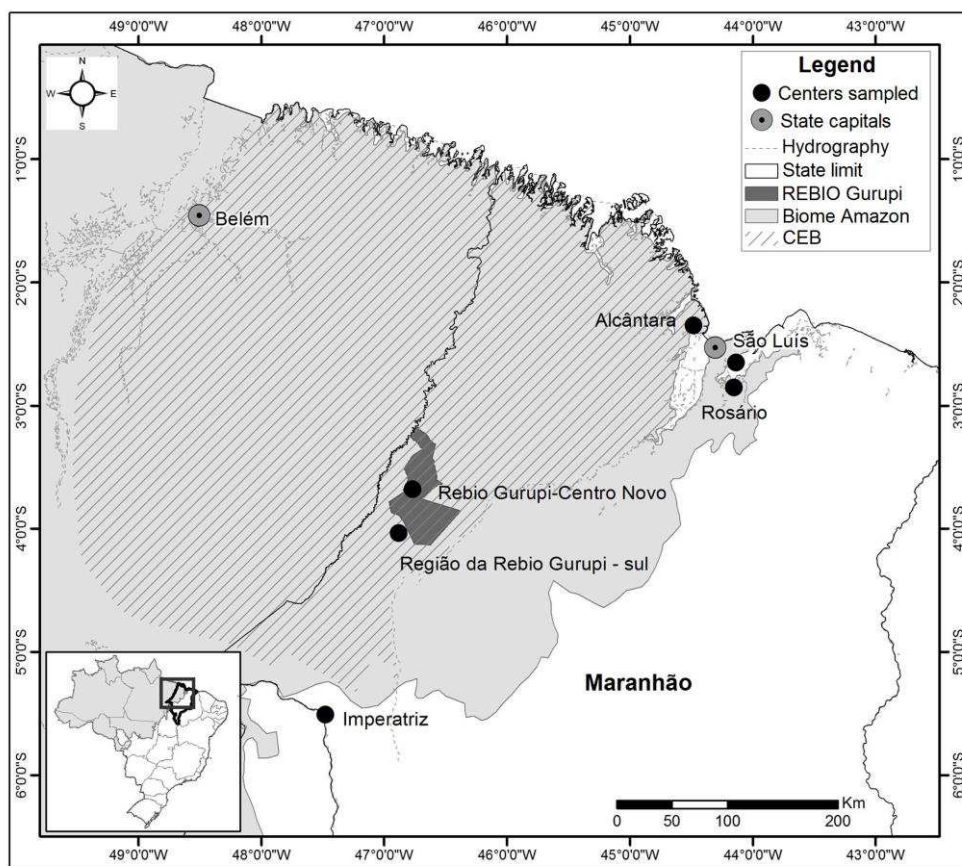 49°0'0"W 48°0'0"W 47°0'0"W 46°0'0"W 45°0'0"W 44°0'0"W 43°0'0"W
N
W E
S
Legend
Centers sampled
State capitals
Hydrography
State limit
REBIO Gurupi
Biome Amazon
CEB
1°0'0"S 1°0'0"S
Belém
2°0'0"S 2°0'0"S
Alcântara
São Luís
3°0'0"S 3°0'0"S
Rosário
Rebio Gurupi-Centro Novo
4°0'0"S 4°0'0"S
Região da Rebio Gurupi - sul
5°0'0"S 5°0'0"S
Maranhão
Imperatriz
6°0'0"S 6°0'0"S
Km
0 50 100 200
49°0'0"W 48°0'0"W 47°0'0"W 46°0'0"W 45°0'0"W 44°0'0"W 43°0'0"W